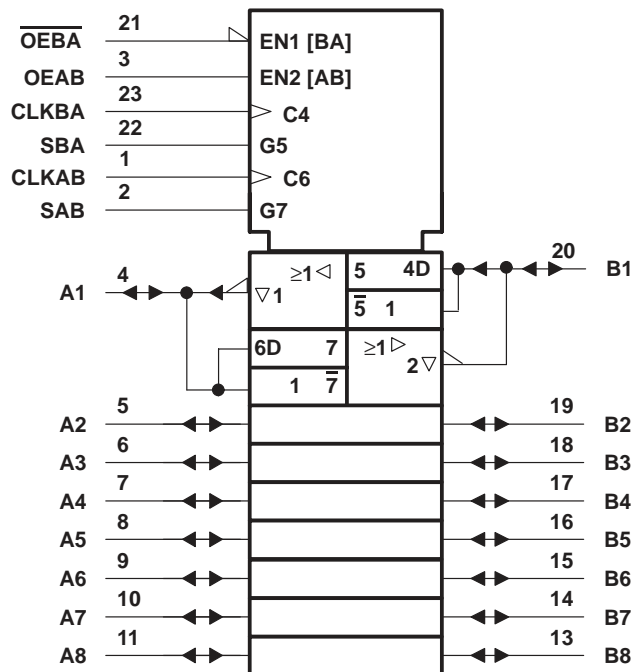 21
O̅E̅B̅A̅ EN1 [BA]
3
OEAB EN2 [AB]
23
CLKBA C4
22
SBA G5
1
CLKAB C6
2
SAB G7
4 ≥1 ◁ 5 4D 20
A1 ▽ 1 B1
5̅ 1
6D 7 ≥1 ▷
2 ▽
1 7̅
5 19
A2 B2
6 18
A3 B3
7 17
A4 B4
8 16
A5 B5
9 15
A6 B6
10 14
A7 B7
11 13
A8 B8